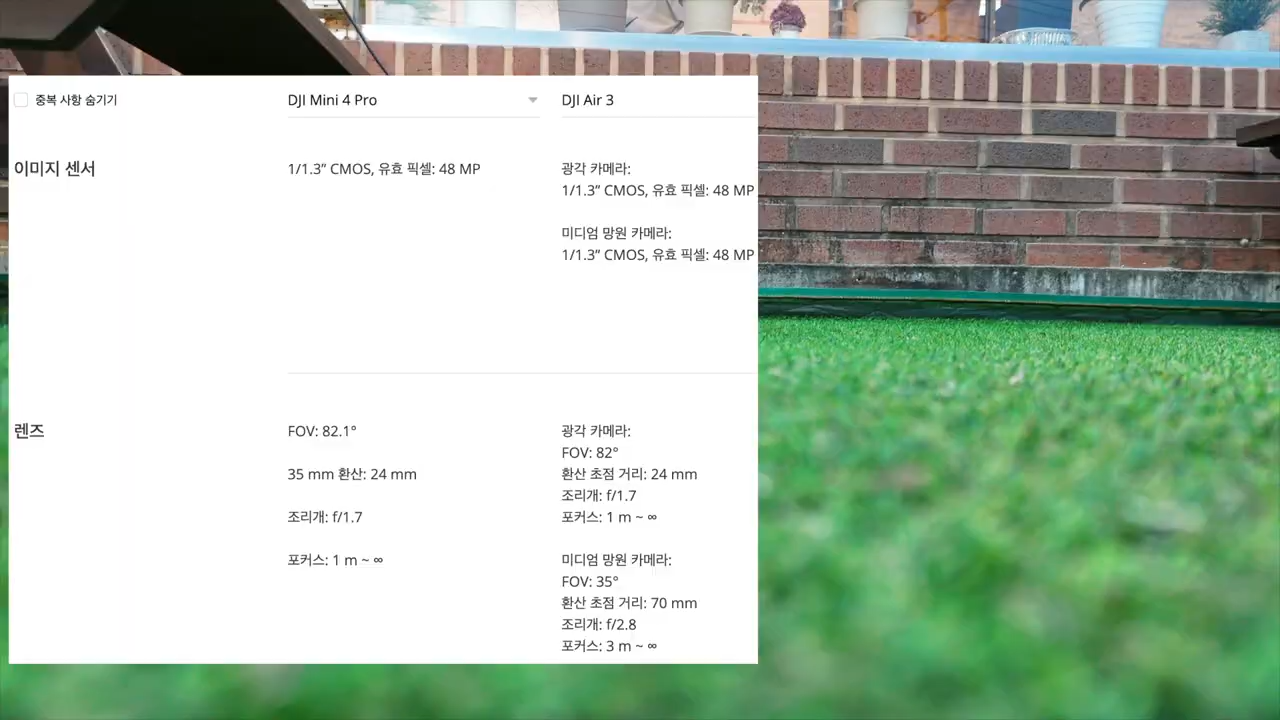 중복 사항 숨기기
DJI Mini 4 Pro
DJI Air 3
이미지 센서
1/1.3” CMOS, 유효 픽셀: 48 MP
광각 카메라:
1/1.3” CMOS, 유효 픽셀: 48 MP
미디엄 망원 카메라:
1/1.3” CMOS, 유효 픽셀: 48 MP
렌즈
FOV: 82.1°
35 mm 환산: 24 mm
조리개: f/1.7
포커스: 1 m ~ ∞
광각 카메라:
FOV: 82°
환산 초점 거리: 24 mm
조리개: f/1.7
포커스: 1 m ~ ∞
미디엄 망원 카메라:
FOV: 35°
환산 초점 거리: 70 mm
조리개: f/2.8
포커스: 3 m ~ ∞